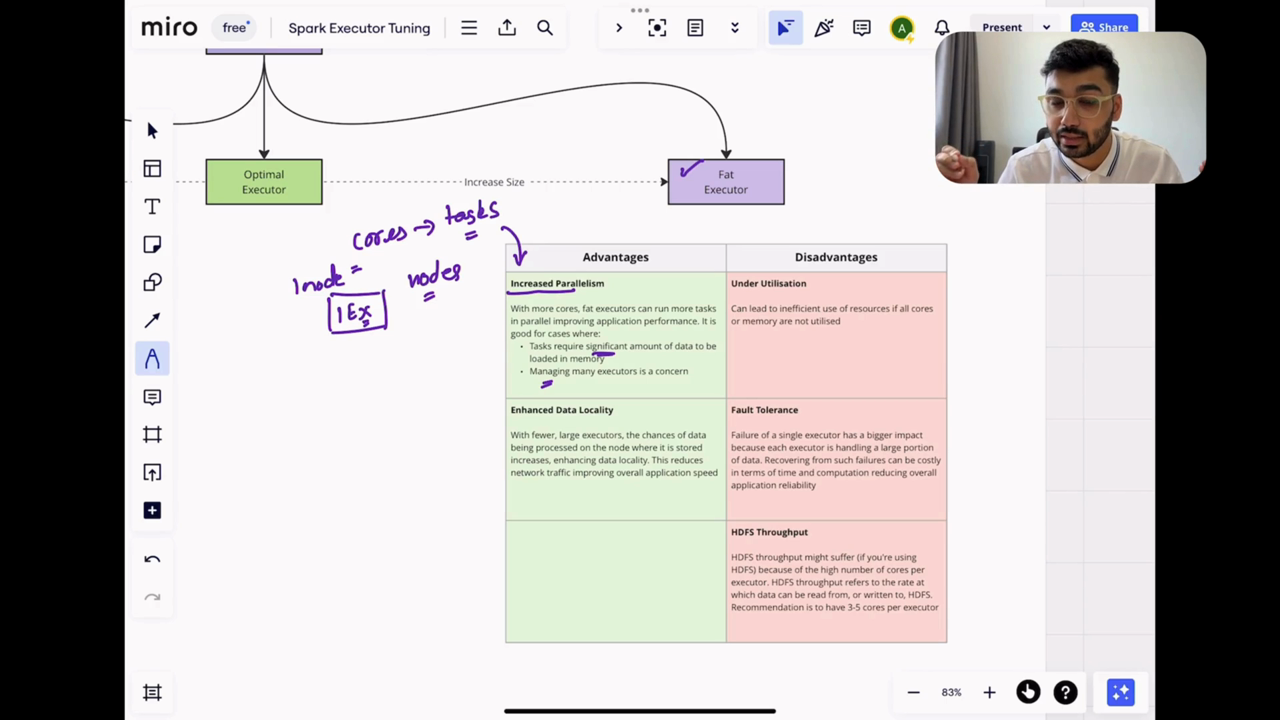 miro
free
Spark Executor Tuning
A
Present
Share
Optimal
Executor
Increase Size
Fat
Executor
cores → tasks
1node =
nodes
1Ex
Advantages
Disadvantages
Increased Parallelism
With more cores, fat executors can run more tasks
in parallel improving application performance. It is
good for cases where:
• Tasks require significant amount of data to be
loaded in memory
• Managing many executors is a concern
Under Utilisation
Can lead to inefficient use of resources if all cores
or memory are not utilised
Enhanced Data Locality
With fewer, large executors, the chances of data
being processed on the node where it is stored
increases, enhancing data locality. This reduces
network traffic improving overall application speed
Fault Tolerance
Failure of a single executor has a bigger impact
because each executor is handling a large portion
of data. Recovering from such failures can be costly
in terms of time and computation reducing overall
application reliability
HDFS Throughput
HDFS throughput might suffer (if you're using
HDFS) because of the high number of cores per
executor. HDFS throughput refers to the rate at
which data can be read from, or written to, HDFS.
Recommendation is to have 3-5 cores per executor
83%